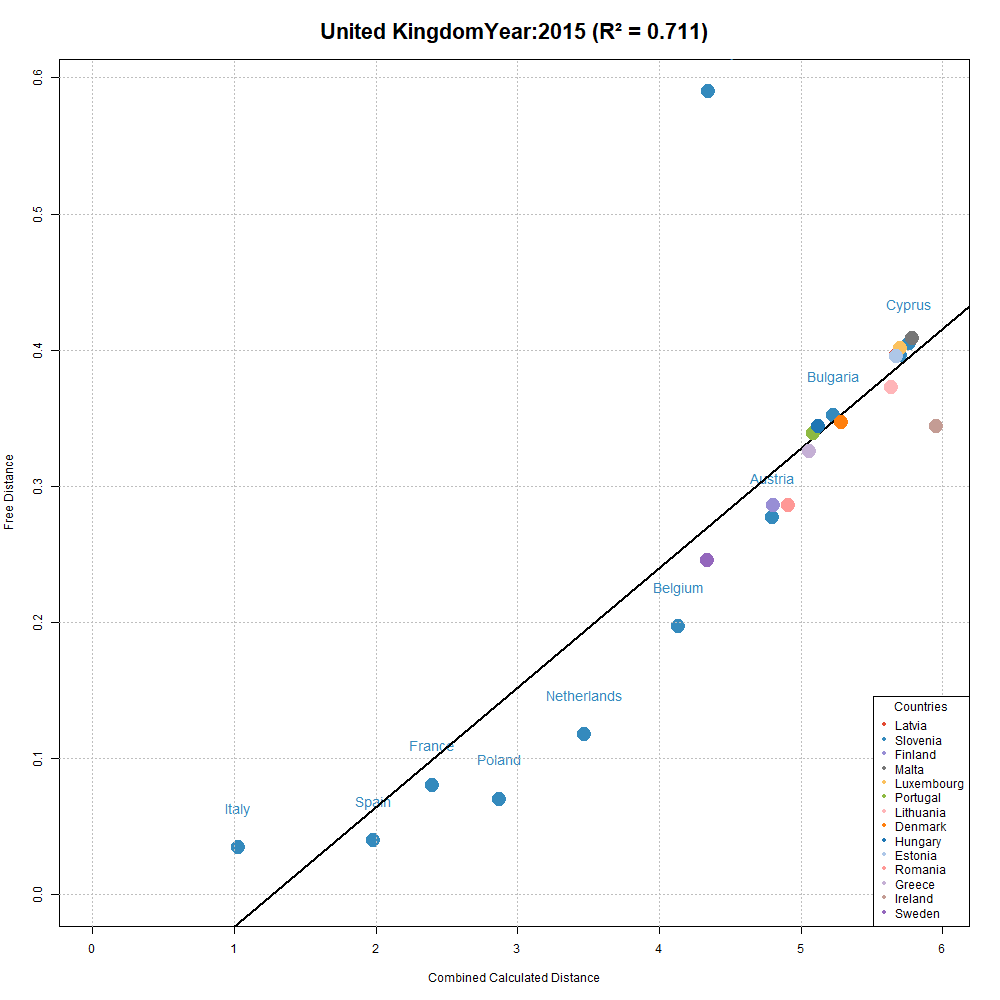 United KingdomYear:2015 (R² = 0.711)
0.6
0.5
Cyprus
0.4
Bulgaria
Free Distance
0.3
Austria
Belgium
0.2
Netherlands
France
Poland
0.1
Spain
Italy
0.0
Countries
Latvia
Slovenia
Finland
Malta
Luxembourg
Portugal
Lithuania
Denmark
Hungary
Estonia
Romania
Greece
Ireland
Sweden
0 1 2 3 4 5 6
Combined Calculated Distance